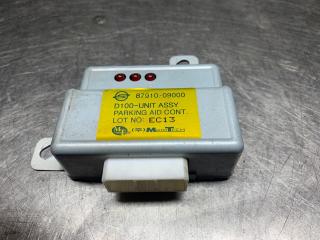 87910-09000
D100-UNIT ASSY
PARKING AID CONT.
LOT NO: EC13